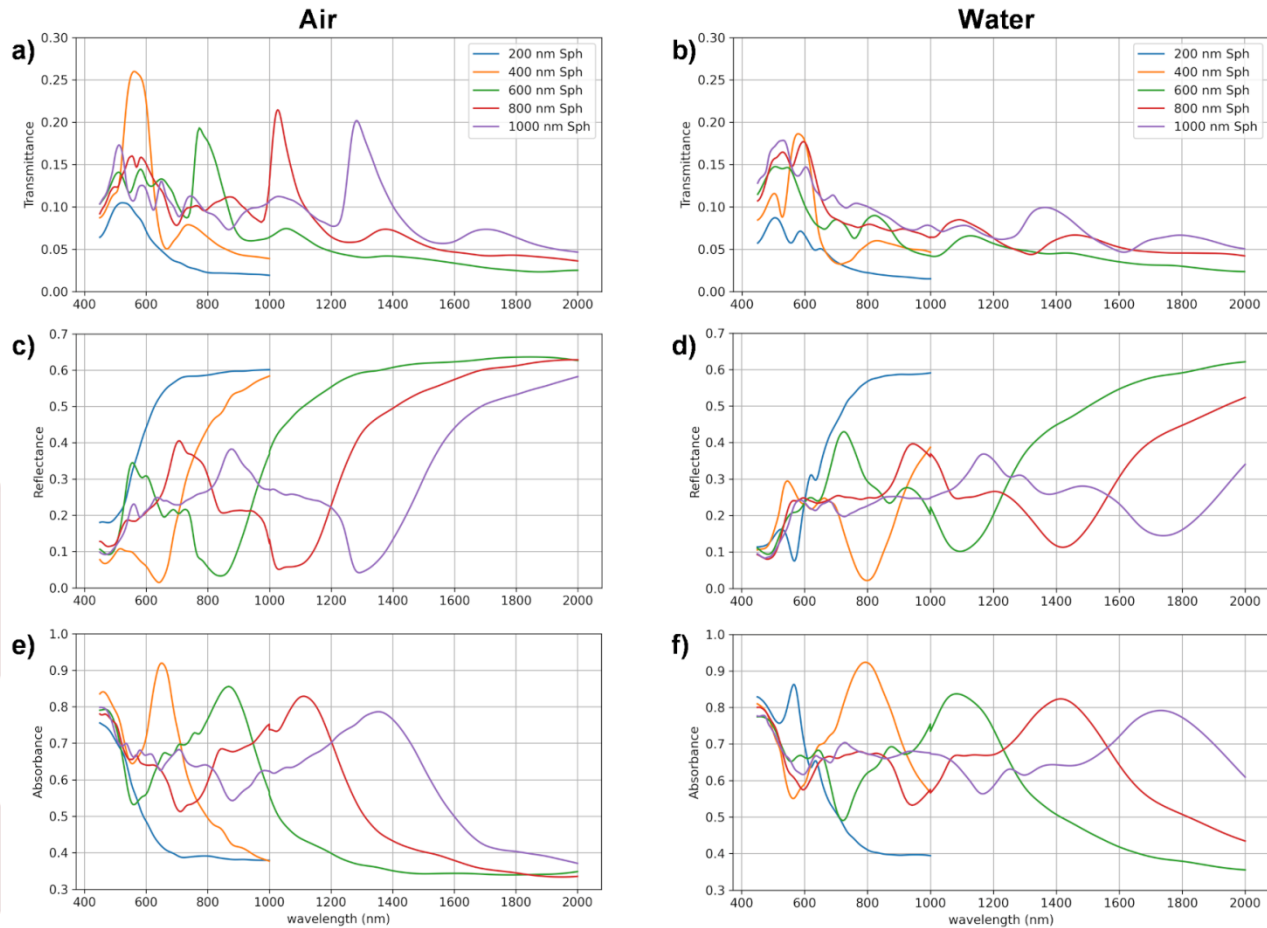 Air
Water
a)
0.30
0.25
0.20
0.15
0.10
0.05
0.00
Transmittance
200 nm Sph
400 nm Sph
600 nm Sph
800 nm Sph
1000 nm Sph
400 600 800 1000 1200 1400 1600 1800 2000
b)
0.30
0.25
0.20
0.15
0.10
0.05
0.00
Transmittance
200 nm Sph
400 nm Sph
600 nm Sph
800 nm Sph
1000 nm Sph
400 600 800 1000 1200 1400 1600 1800 2000
c)
0.7
0.6
0.5
0.4
0.3
0.2
0.1
0.0
Reflectance
400 600 800 1000 1200 1400 1600 1800 2000
d)
0.7
0.6
0.5
0.4
0.3
0.2
0.1
0.0
Reflectance
400 600 800 1000 1200 1400 1600 1800 2000
e)
1.0
0.9
0.8
0.7
0.6
0.5
0.4
0.3
Absorbance
400 600 800 1000 1200 1400 1600 1800 2000
wavelength (nm)
f)
1.0
0.9
0.8
0.7
0.6
0.5
0.4
0.3
Absorbance
400 600 800 1000 1200 1400 1600 1800 2000
wavelength (nm)